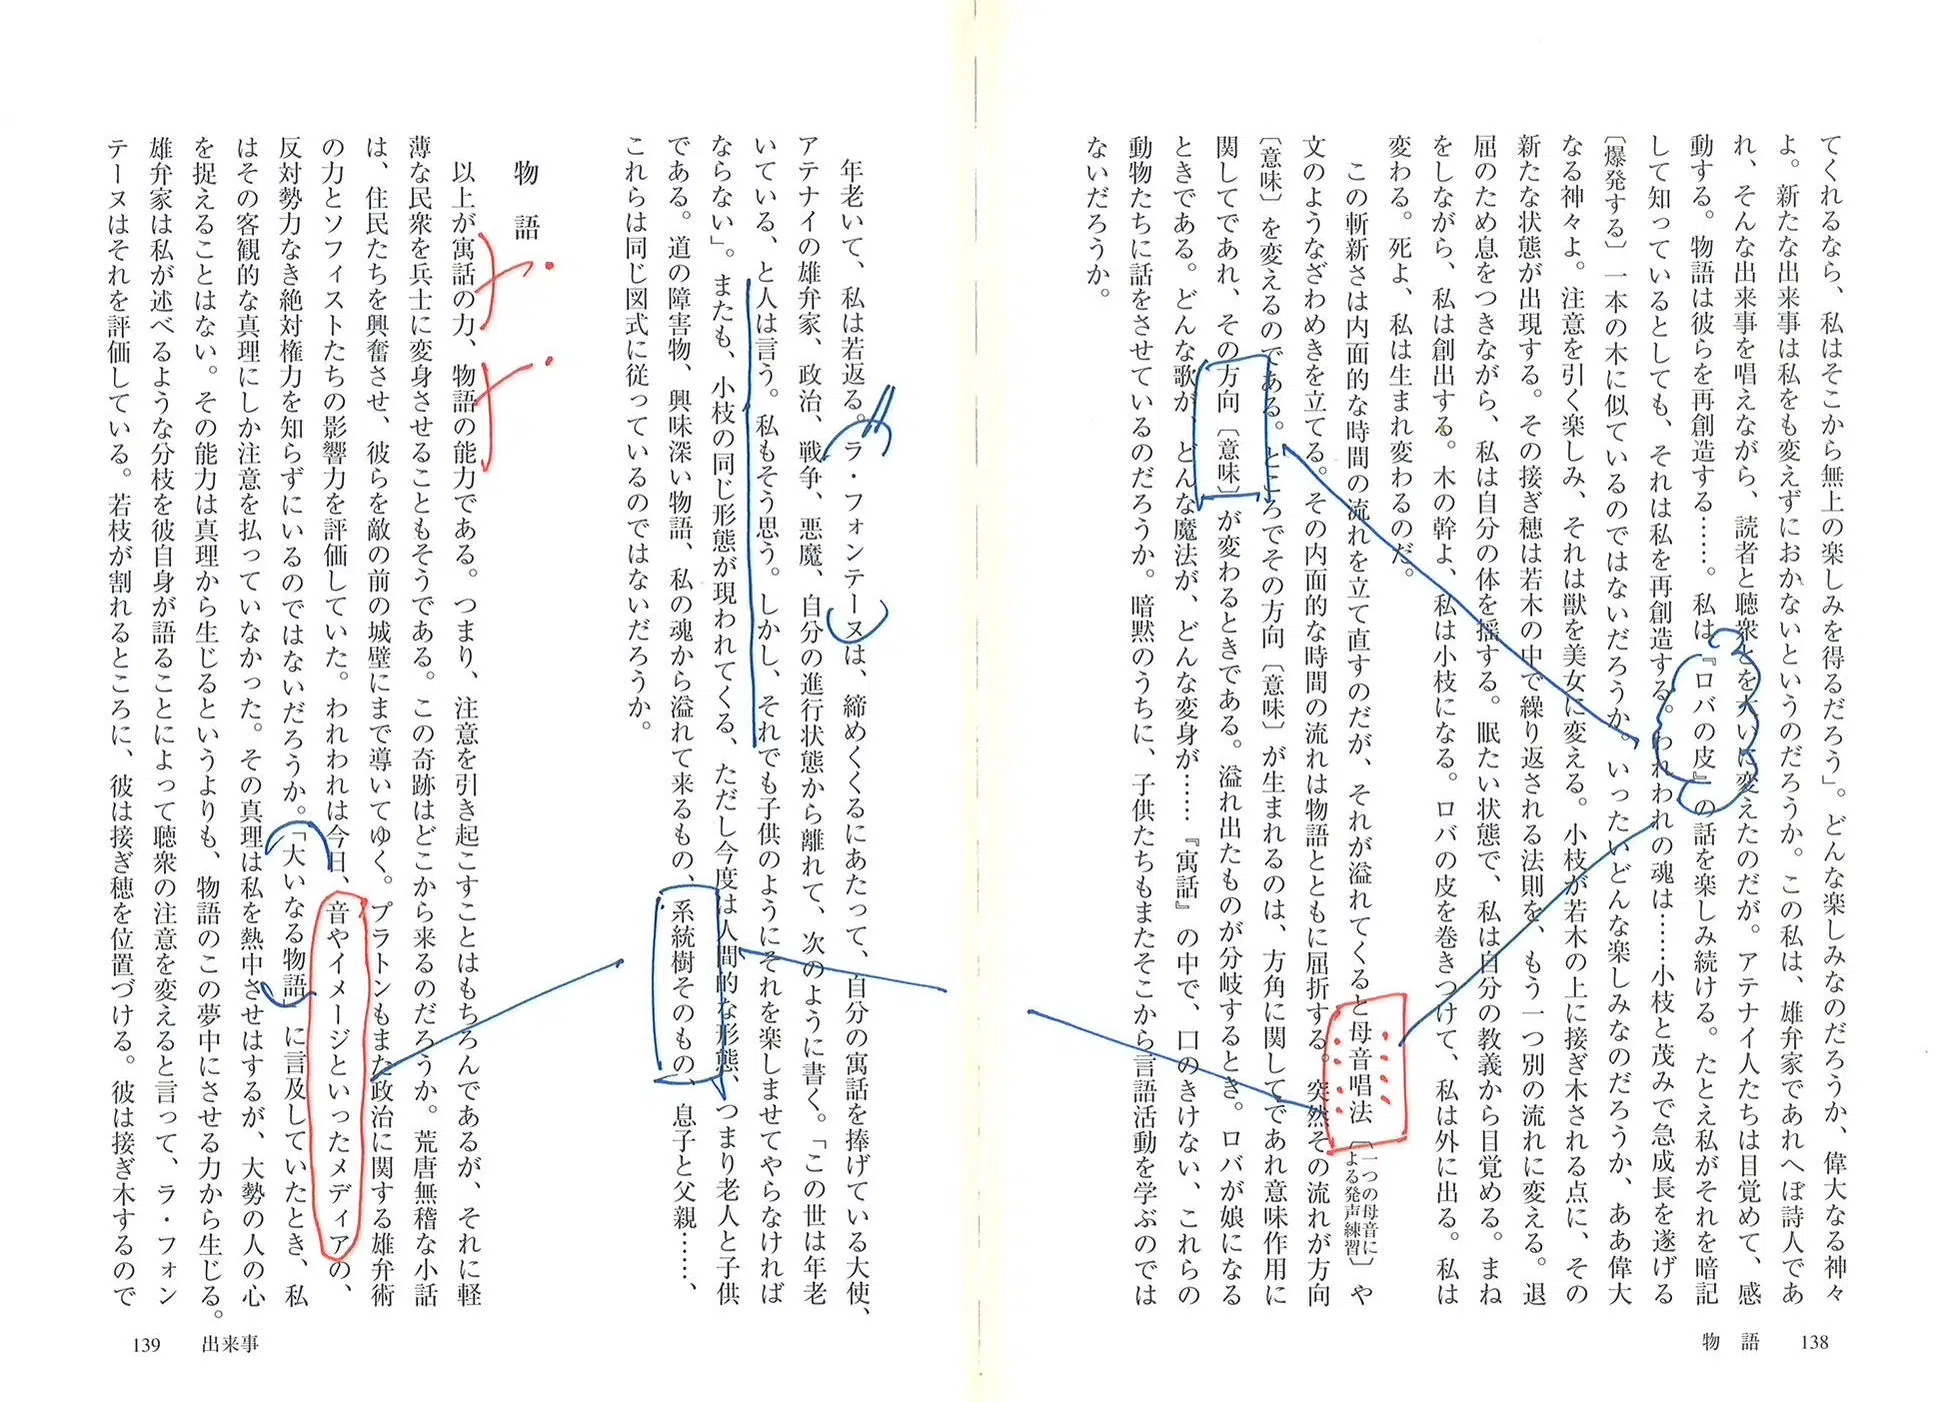 てくれるなら、私はそこから無上の楽しみを得るだろう」。どんな楽しみなのだろうか、偉大なる神々
よ。新たな出来事は私をも変えずにおかないというのだろうか。この私は、雄弁家であれへぼ詩人であ
れ、そんな出来事を唱えながら、読者と聴衆とを大いに変えたのだが。アテナイ人たちは目覚めて、感
動する。物語は彼らを再創造する……。私は『ロバの皮』の話を楽しみ続ける。たとえ私がそれを暗記
して知っているとしても、それは私を再創造する。われわれの魂は……小枝と茂みで急成長を遂げる
〔爆発する〕一本の木に似ているのではないだろうか。いったいどんな楽しみなのだろうか、ああ偉大
なる神々よ。注意を引く楽しみ、それは獣を美女に変える。小枝が若木の上に接ぎ木される点に、その
新たな状態が出現する。その接ぎ穂は若木の中で繰り返される法則を、もう一つ別の流れに変える。退
屈のため息をつきながら、私は自分の体を揺する。眠たい状態で、私は自分の教義から目覚める。まね
をしながら、私は創出する。木の幹よ、私は小枝になる。ロバの皮を巻きつけて、私は外に出る。私は
変わる。死よ、私は生まれ変わるのだ。
この斬新さは内面的な時間の流れを立て直すのだが、それが溢れてくると母音唱法〔一つの母音による発声練習〕や
文のようなざわめきを立てる。その内面的な時間の流れは物語とともに屈折する。突然その流れが方向
〔意味〕を変えるのである。ところでその方向〔意味〕が生まれるのは、方角に関してであれ意味作用に
関してであれ、その方向〔意味〕が変わるときである。溢れ出たものが分岐するとき。ロバが娘になる
ときである。どんな歌が、どんな魔法が、どんな変身が……『寓話』の中で、口のきけない、これらの
動物たちに話をさせているのだろうか。暗黙のうちに、子供たちもまたそこから言語活動を学ぶのでは
ないだろうか。
物語 138
年老いて、私は若返る。ラ・フォンテーヌは、締めくくるにあたって、自分の寓話を捧げている大使、
アテナイの雄弁家、政治、戦争、悪魔、自分の進行状態から離れて、次のように書く。「この世は年老
いている、と人は言う。私もそう思う。しかし、それでも子供のようにそれを楽しませてやらなければ
ならない」。またも、小枝の同じ形態が現われてくる、ただし今度は人間的な形態、つまり老人と子供
である。道の障害物、興味深い物語、私の魂から溢れて来るもの、系統樹そのもの、息子と父親……、
これらは同じ図式に従っているのではないだろうか。
物語
以上が寓話の力、物語の能力である。つまり、注意を引き起こすことはもちろんであるが、それに軽
薄な民衆を兵士に変身させることもそうである。この奇跡はどこから来るのだろうか。荒唐無稽な小話
は、住民たちを興奮させ、彼らを敵の前の城壁にまで導いてゆく。プラトンもまた政治に関する雄弁術
の力とソフィストたちの影響力を評価していた。われわれは今日、音やイメージといったメディアの、
反対勢力なき絶対権力を知らずにいるのではないだろうか。「大いなる物語」に言及していたとき、私
はその客観的な真理にしか注意を払っていなかった。その真理は私を熱中させはするが、大勢の人の心
を捉えることはない。その能力は真理から生じるというよりも、物語のこの夢中にさせる力から生じる。
雄弁家は私が述べるような分枝を彼自身が語ることによって聴衆の注意を変えると言って、ラ・フォン
テーヌはそれを評価している。若枝が割れるところに、彼は接ぎ穂を位置づける。彼は接ぎ木するので
139 出来事